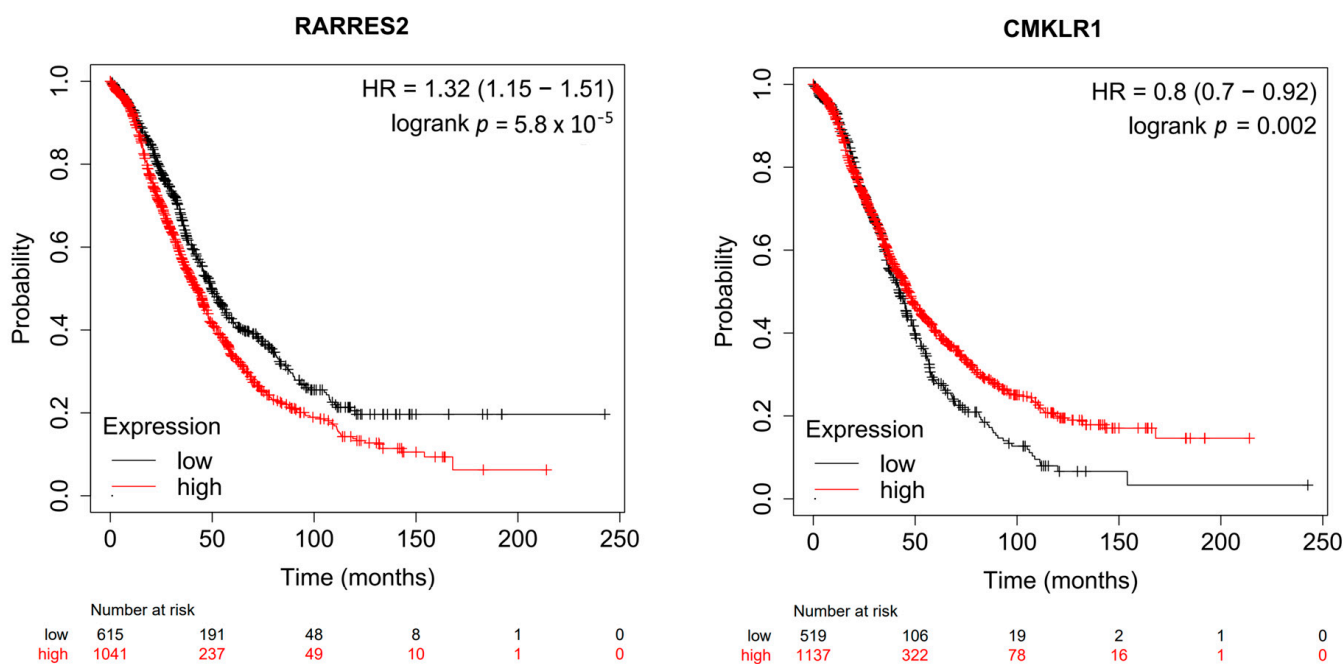 RARRES2
HR = 1.32 (1.15 − 1.51)
logrank p = 5.8 x 10⁻⁵
Probability
0.0 0.2 0.4 0.6 0.8 1.0
Expression
low
high
0 50 100 150 200 250
Time (months)
Number at risk
low 615 191 48 8 1 0
high 1041 237 49 10 1 0
CMKLR1
HR = 0.8 (0.7 − 0.92)
logrank p = 0.002
Probability
0.0 0.2 0.4 0.6 0.8 1.0
Expression
low
high
0 50 100 150 200 250
Time (months)
Number at risk
low 519 106 19 2 1 0
high 1137 322 78 16 1 0